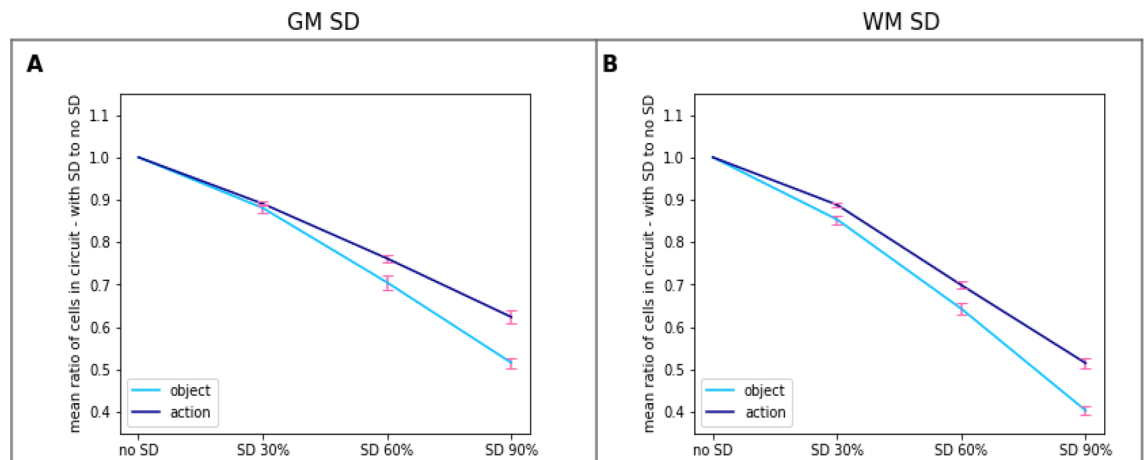 GM SD
WM SD
A
mean ratio of cells in circuit - with SD to no SD
1.1
1.0
0.9
0.8
0.7
0.6
0.5
0.4
object
action
no SD SD 30% SD 60% SD 90%
B
mean ratio of cells in circuit - with SD to no SD
1.1
1.0
0.9
0.8
0.7
0.6
0.5
0.4
object
action
no SD SD 30% SD 60% SD 90%